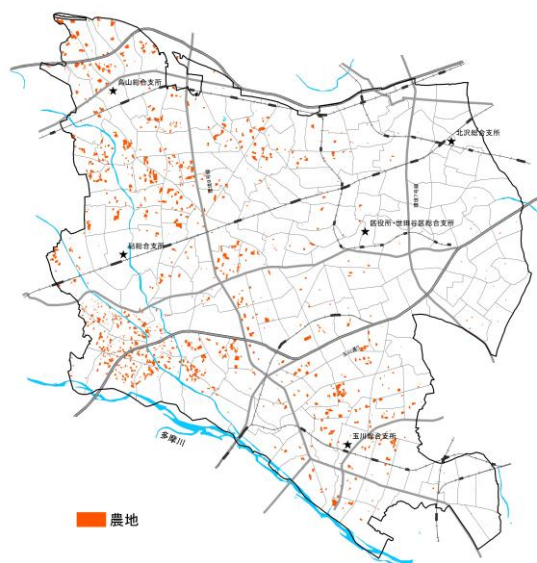 烏山総合支所
北沢総合支所
区役所・世田谷区総合支所
砧総合支所
玉川総合支所
多摩川
農地